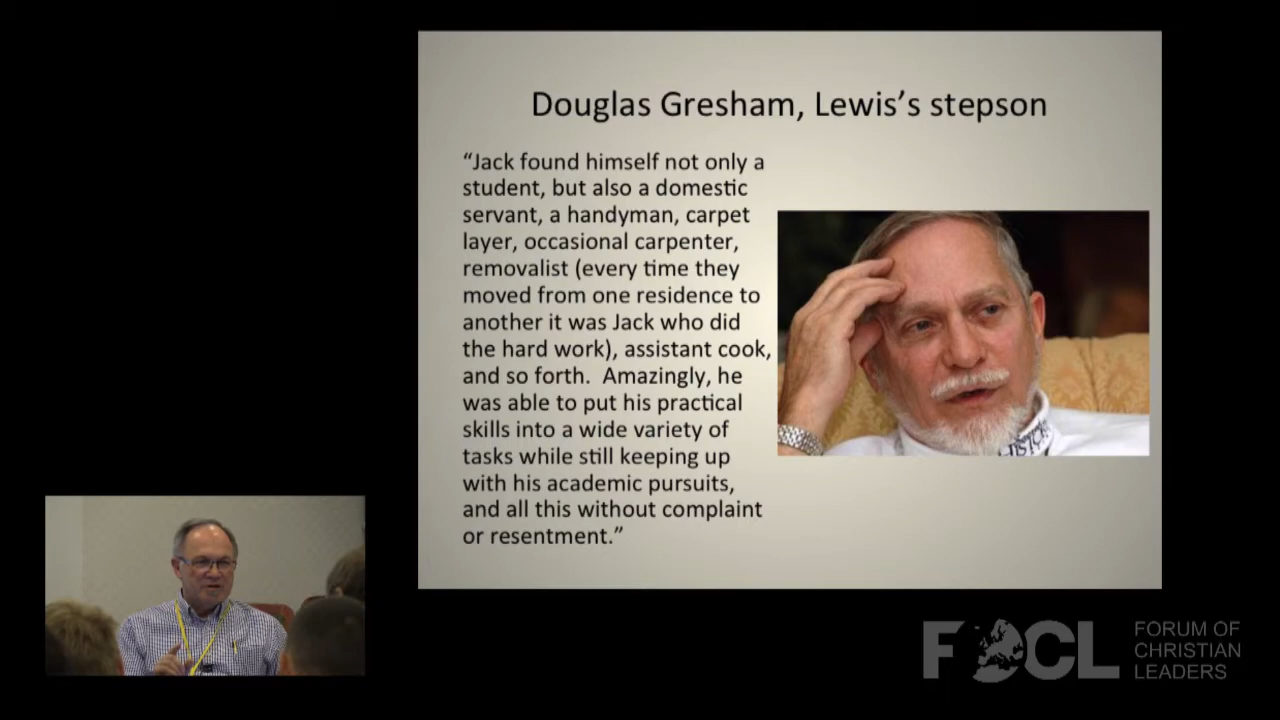 Douglas Gresham, Lewis’s stepson
“Jack found himself not only a
student, but also a domestic
servant, a handyman, carpet
layer, occasional carpenter,
removalist (every time they
moved from one residence to
another it was Jack who did
the hard work), assistant cook,
and so forth.  Amazingly, he
was able to put his practical
skills into a wide variety of
tasks while still keeping up
with his academic pursuits,
and all this without complaint
or resentment.”
FOCL
FORUM OF
CHRISTIAN
LEADERS